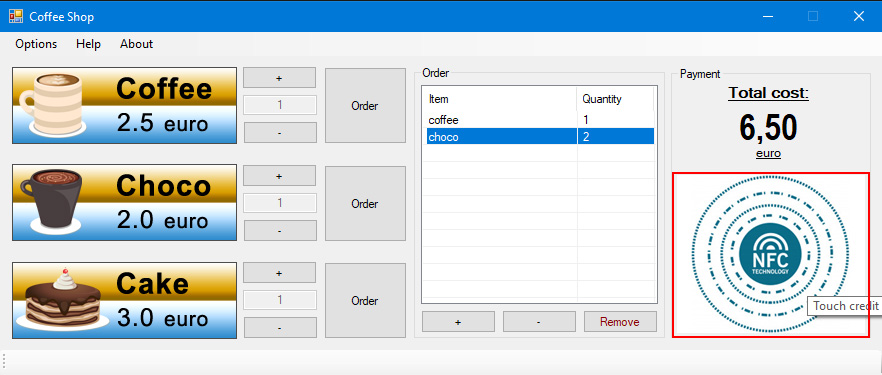 Coffee Shop
Options Help About
Coffee
2.5 euro
+
1
-
Order
Choco
2.0 euro
+
1
-
Order
Cake
3.0 euro
+
1
-
Order
Order
Item Quantity
coffee 1
choco 2
+ - Remove
Payment
Total cost:
6,50
euro
NFC
TECHNOLOGY
Touch credit